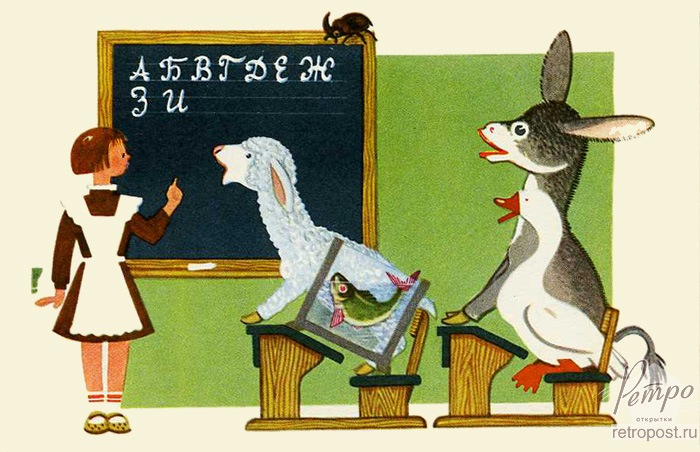 А Б В Г Д Е Ж
З И
Ретро
открытки
retropost.ru